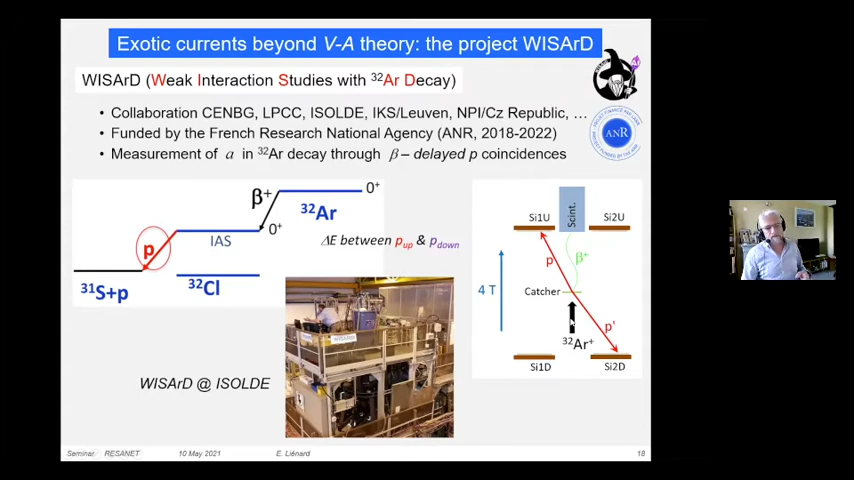 Exotic currents beyond V-A theory: the project WISArD
WISArD (Weak Interaction Studies with ³²Ar Decay)
• Collaboration CENBG, LPCC, ISOLDE, IKS/Leuven, NPI/Cz Republic, …
• Funded by the French Research National Agency (ANR, 2018-2022)
• Measurement of a in ³²Ar decay through β – delayed p coincidences
β⁺
0⁺
³²Ar
0⁺
p
IAS
³¹S+p
³²Cl
ΔE between p_up & p_down
Scint.
Si1U
Si2U
p
β⁺
4 T
Catcher
p'
³²Ar⁺
Si1D
Si2D
WISArD @ ISOLDE
ANR
Seminar RESANET 10 May 2021 E. Liénard 18